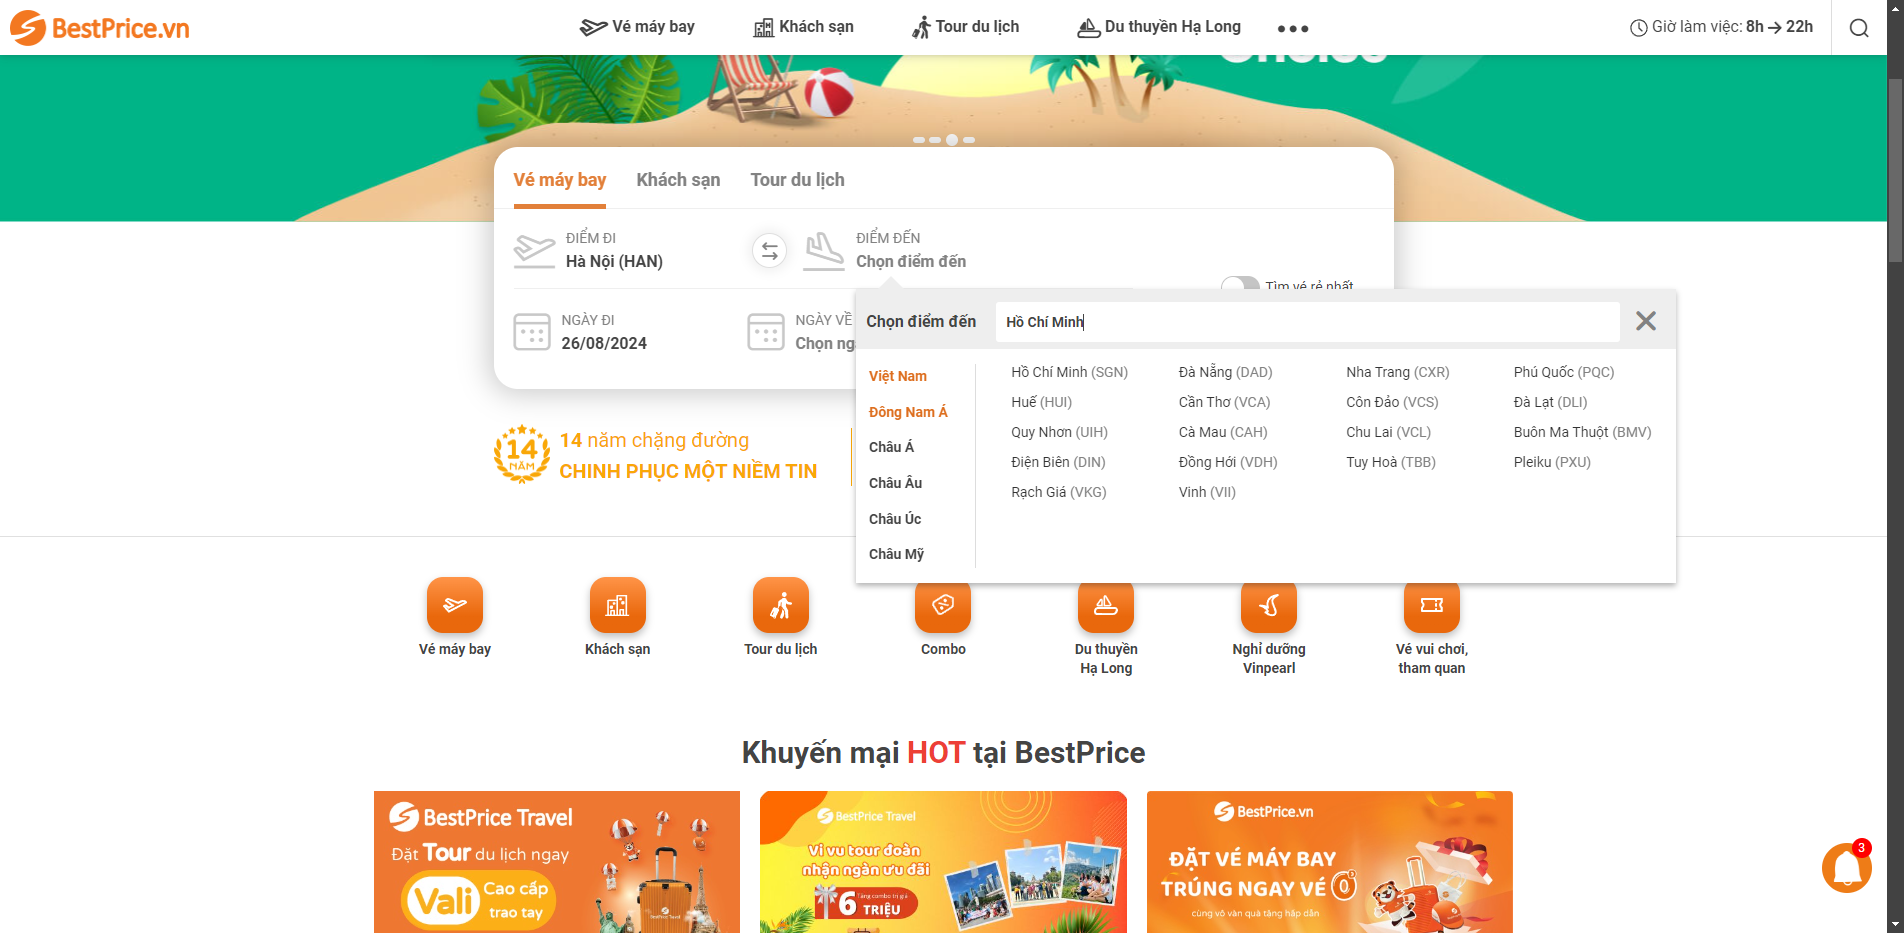 BestPrice.vn
Vé máy bay
Khách sạn
Tour du lịch
Du thuyền Hạ Long
Giờ làm việc: 8h → 22h
Vé máy bay
Khách sạn
Tour du lịch
ĐIỂM ĐI
Hà Nội (HAN)
ĐIỂM ĐẾN
Chọn điểm đến
Tìm vé rẻ nhất
NGÀY ĐI
26/08/2024
NGÀY VỀ
Chọn ng
Chọn điểm đến
Hồ Chí Minh
Việt Nam
Đông Nam Á
Châu Á
Châu Âu
Châu Úc
Châu Mỹ
Hồ Chí Minh (SGN)
Đà Nẵng (DAD)
Nha Trang (CXR)
Phú Quốc (PQC)
Huế (HUI)
Cần Thơ (VCA)
Côn Đảo (VCS)
Đà Lạt (DLI)
Quy Nhơn (UIH)
Cà Mau (CAH)
Chu Lai (VCL)
Buôn Ma Thuột (BMV)
Điện Biên (DIN)
Đồng Hới (VDH)
Tuy Hoà (TBB)
Pleiku (PXU)
Rạch Giá (VKG)
Vinh (VII)
14
NĂM
14 năm chặng đường
CHINH PHỤC MỘT NIỀM TIN
Vé máy bay
Khách sạn
Tour du lịch
Combo
Du thuyền
Hạ Long
Nghỉ dưỡng
Vinpearl
Vé vui chơi,
tham quan
Khuyến mại HOT tại BestPrice
BestPrice Travel
Đặt Tour du lịch ngay
Vali Cao cấp
trao tay
BestPrice Travel
BestPrice Travel
Vi vu tour đoàn
nhận ngàn ưu đãi
Tặng combo trị giá
6 TRIỆU
BestPrice.vn
ĐẶT VÉ MÁY BAY
TRÚNG NGAY VÉ 0
cùng vô vàn quà tặng hấp dẫn
3